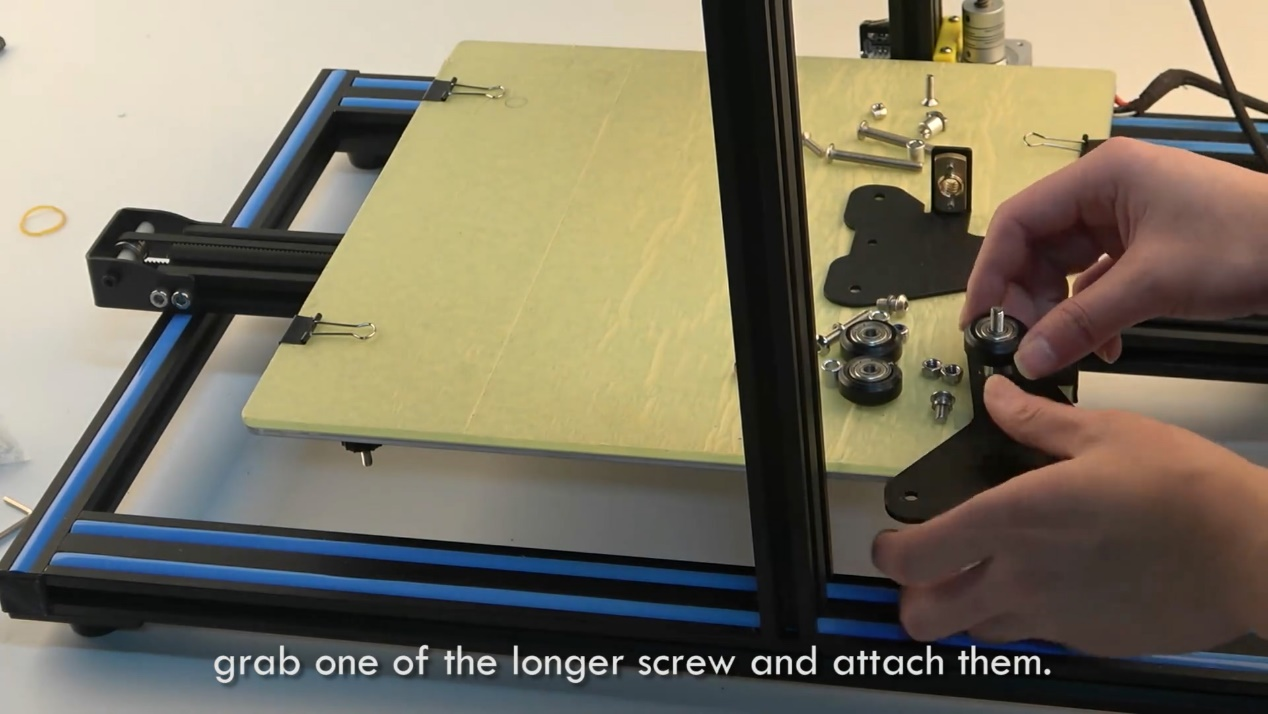 grab one of the longer screw and attach them.